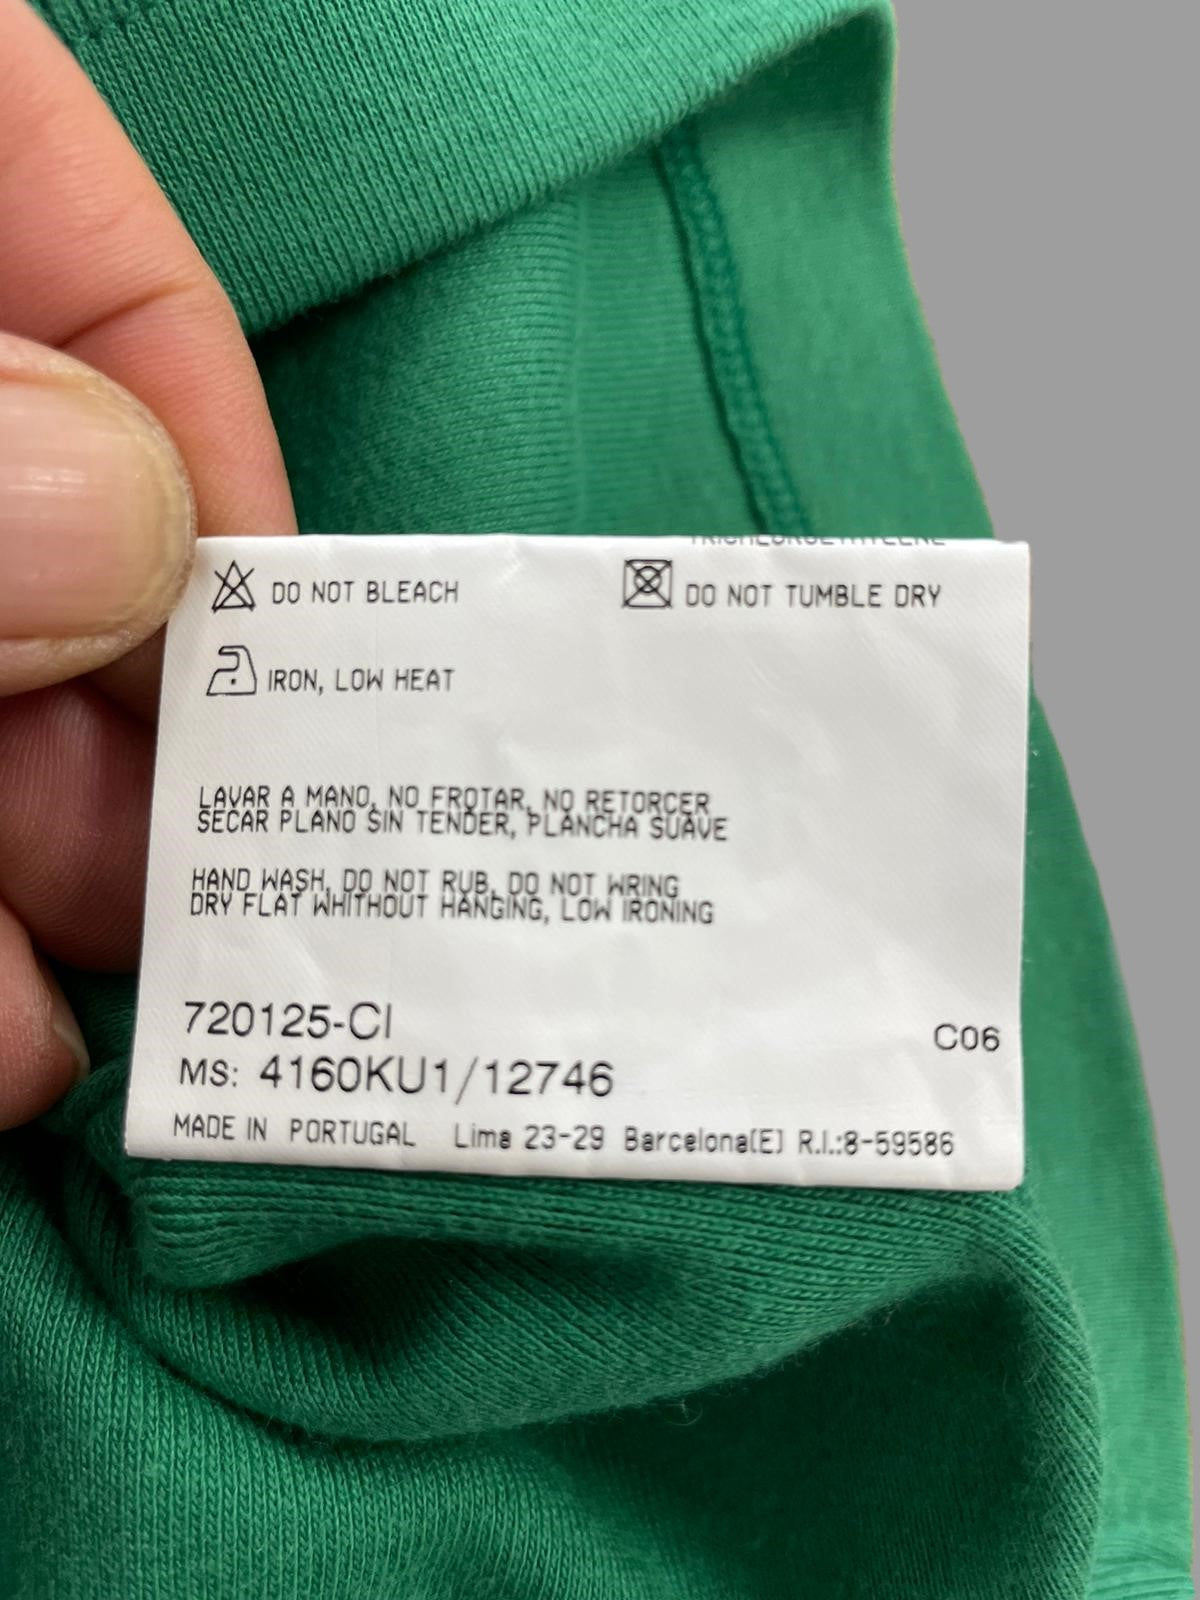 DO NOT BLEACH
DO NOT TUMBLE DRY
IRON, LOW HEAT
LAVAR A MANO, NO FROTAR, NO RETORCER
SECAR PLANO SIN TENDER, PLANCHA SUAVE
HAND WASH, DO NOT RUB, DO NOT WRING
DRY FLAT WHITHOUT HANGING, LOW IRONING
720125-CI
C06
MS: 4160KU1/12746
MADE IN PORTUGAL Lima 23-29 Barcelona(E) R.I.:8-59586